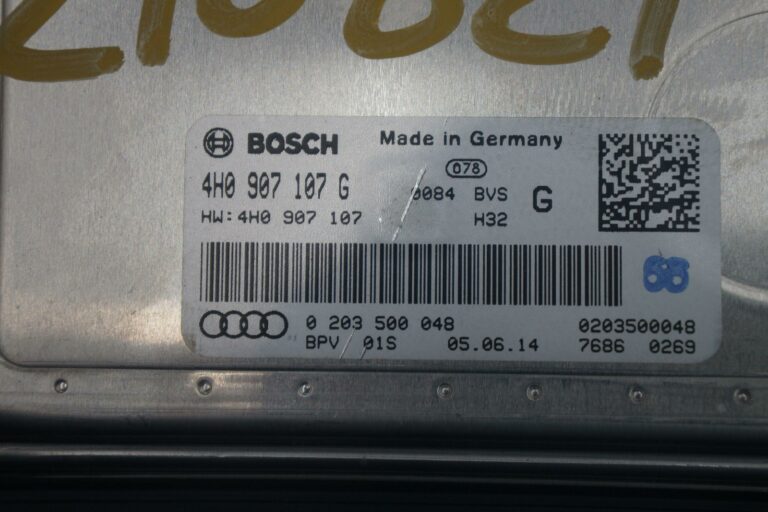 BOSCH Made in Germany
078
4H0 907 107 G 0084 BVS G
HW:4H0 907 107 H32
0 203 500 048 0203500048
BPV 01S 05.06.14 7686 0269